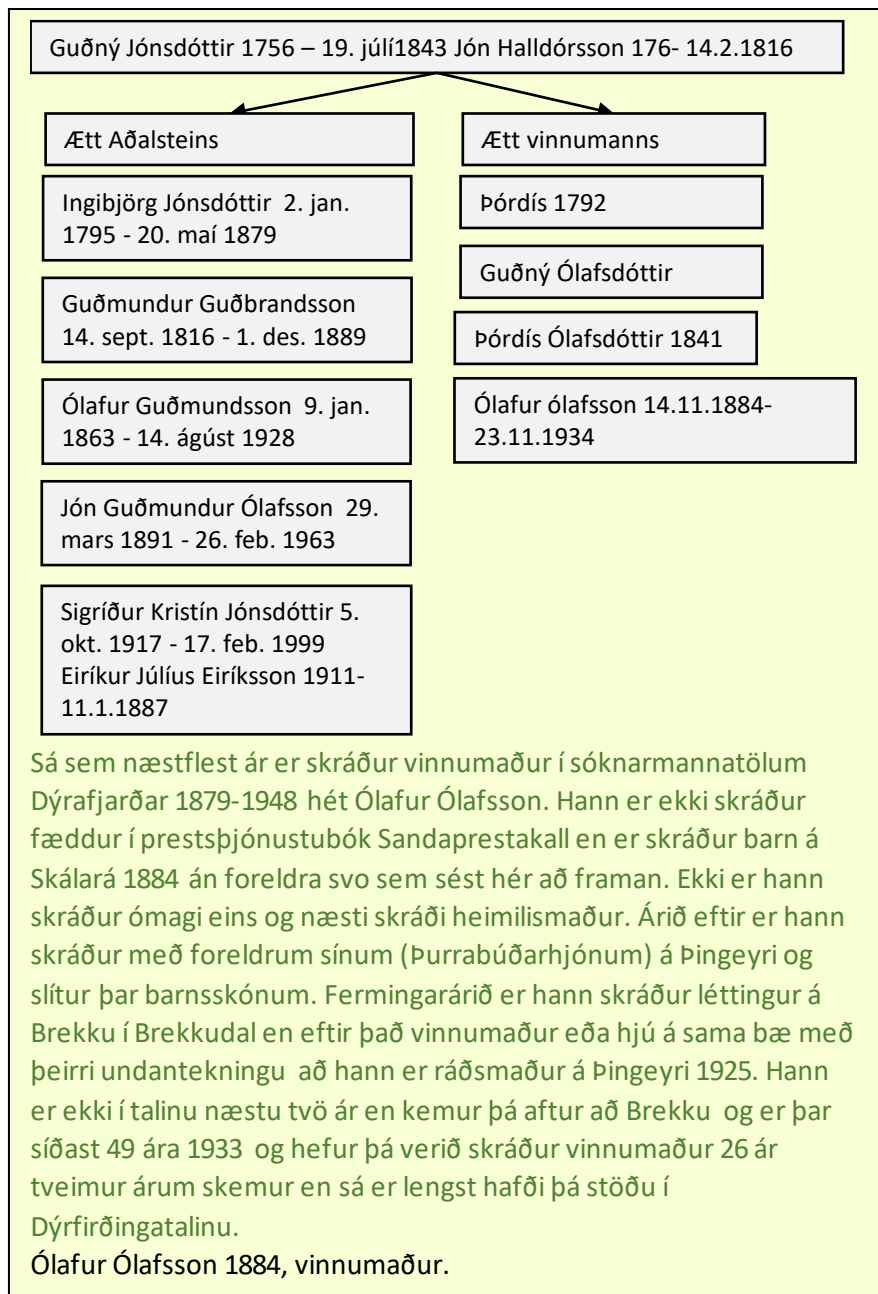 Guðný Jónsdóttir 1756 – 19. júlí1843 Jón Halldórsson 176- 14.2.1816
Ætt Aðalsteins
Ingibjörg Jónsdóttir 2. jan.
1795 - 20. maí 1879
Guðmundur Guðbrandsson
14. sept. 1816 - 1. des. 1889
Ólafur Guðmundsson 9. jan.
1863 - 14. ágúst 1928
Jón Guðmundur Ólafsson 29.
mars 1891 - 26. feb. 1963
Sigríður Kristín Jónsdóttir 5.
okt. 1917 - 17. feb. 1999
Eiríkur Júlíus Eiríksson 1911-
11.1.1887
Ætt vinnumanns
Þórdís 1792
Guðný Ólafsdóttir
Þórdís Ólafsdóttir 1841
Ólafur ólafsson 14.11.1884-
23.11.1934
Sá sem næstflest ár er skráður vinnumaður í sóknarmannatölum
Dýrafjarðar 1879-1948 hét Ólafur Ólafsson. Hann er ekki skráður
fæddur í prestsþjónustubók Sandaprestakall en er skráður barn á
Skálará 1884 án foreldra svo sem sést hér að framan. Ekki er hann
skráður ómagi eins og næsti skráði heimilismaður. Árið eftir er hann
skráður með foreldrum sínum (Þurrabúðarhjónum) á Þingeyri og
slítur þar barnsskónum. Fermingarárið er hann skráður léttingur á
Brekku í Brekkudal en eftir það vinnumaður eða hjú á sama bæ með
þeirri undantekningu að hann er ráðsmaður á Þingeyri 1925. Hann
er ekki í talinu næstu tvö ár en kemur þá aftur að Brekku og er þar
síðast 49 ára 1933 og hefur þá verið skráður vinnumaður 26 ár
tveimur árum skemur en sá er lengst hafði þá stöðu í
Dýrfirðingatalinu.
Ólafur Ólafsson 1884, vinnumaður.